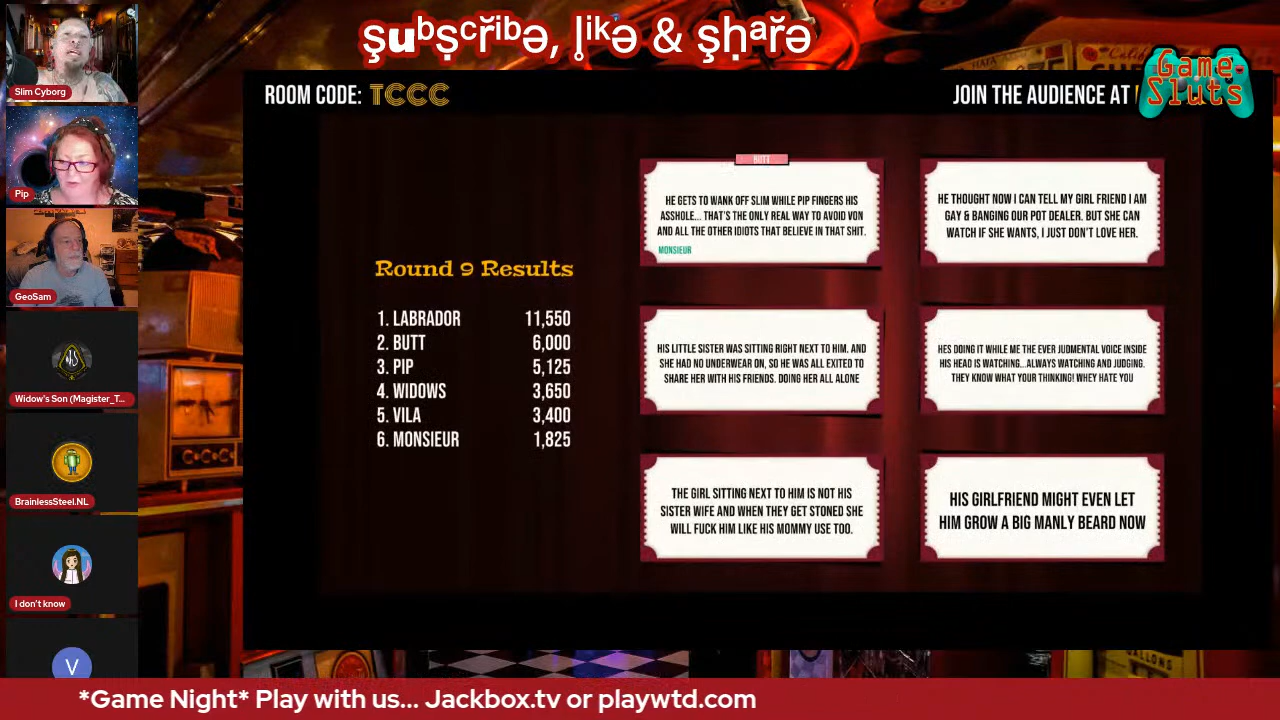 şuᵇşᶜřⁱᵇə, ļⁱᵏə & şḥᵃřə
Slim Cyborg
Pip
GeoSam
Widow's Son (Magister_T...
BrainlessSteel.NL
I don't know
V
ROOM CODE: TCCC
JOIN THE AUDIENCE AT
Game-
Sluts
Round 9 Results
1. LABRADOR 11,550
2. BUTT 6,000
3. PIP 5,125
4. WIDOWS 3,650
5. VILA 3,400
6. MONSIEUR 1,825
BUTT
HE GETS TO WANK OFF SLIM WHILE PIP FINGERS HIS
ASSHOLE... THAT'S THE ONLY REAL WAY TO AVOID VON
AND ALL THE OTHER IDIOTS THAT BELIEVE IN THAT SHIT.
MONSIEUR
HE THOUGHT NOW I CAN TELL MY GIRL FRIEND I AM
GAY & BANGING OUR POT DEALER. BUT SHE CAN
WATCH IF SHE WANTS, I JUST DON'T LOVE HER.
HIS LITTLE SISTER WAS SITTING RIGHT NEXT TO HIM. AND
SHE HAD NO UNDERWEAR ON, SO HE WAS ALL EXITED TO
SHARE HER WITH HIS FRIENDS. DOING HER ALL ALONE
HES DOING IT WHILE ME THE EVER JUDMENTAL VOICE INSIDE
HIS HEAD IS WATCHING...ALWAYS WATCHING AND JUDGING.
THEY KNOW WHAT YOUR THINKING! WHEY HATE YOU
THE GIRL SITTING NEXT TO HIM IS NOT HIS
SISTER WIFE AND WHEN THEY GET STONED SHE
WILL FUCK HIM LIKE HIS MOMMY USE TOO.
HIS GIRLFRIEND MIGHT EVEN LET
HIM GROW A BIG MANLY BEARD NOW
GALLONS
*Game Night* Play with us... Jackbox.tv or playwtd.com